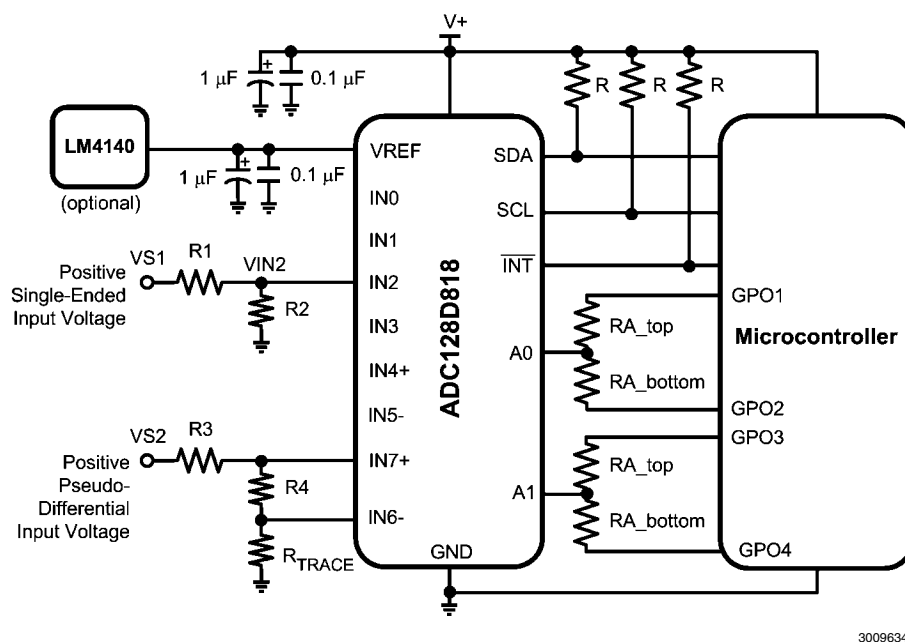 V+
1 µF
+
0.1 µF
R
R
R
LM4140
(optional)
1 µF
+
0.1 µF
VREF
IN0
IN1
IN2
IN3
IN4+
IN5-
IN7+
IN6-
GND
ADC128D818
SDA
SCL
INT
A0
A1
VS1
R1
VIN2
R2
Positive
Single-Ended
Input Voltage
VS2
R3
R4
RTRACE
Positive
Pseudo-
Differential
Input Voltage
RA_top
RA_bottom
RA_top
RA_bottom
GPO1
Microcontroller
GPO2
GPO3
GPO4
3009634